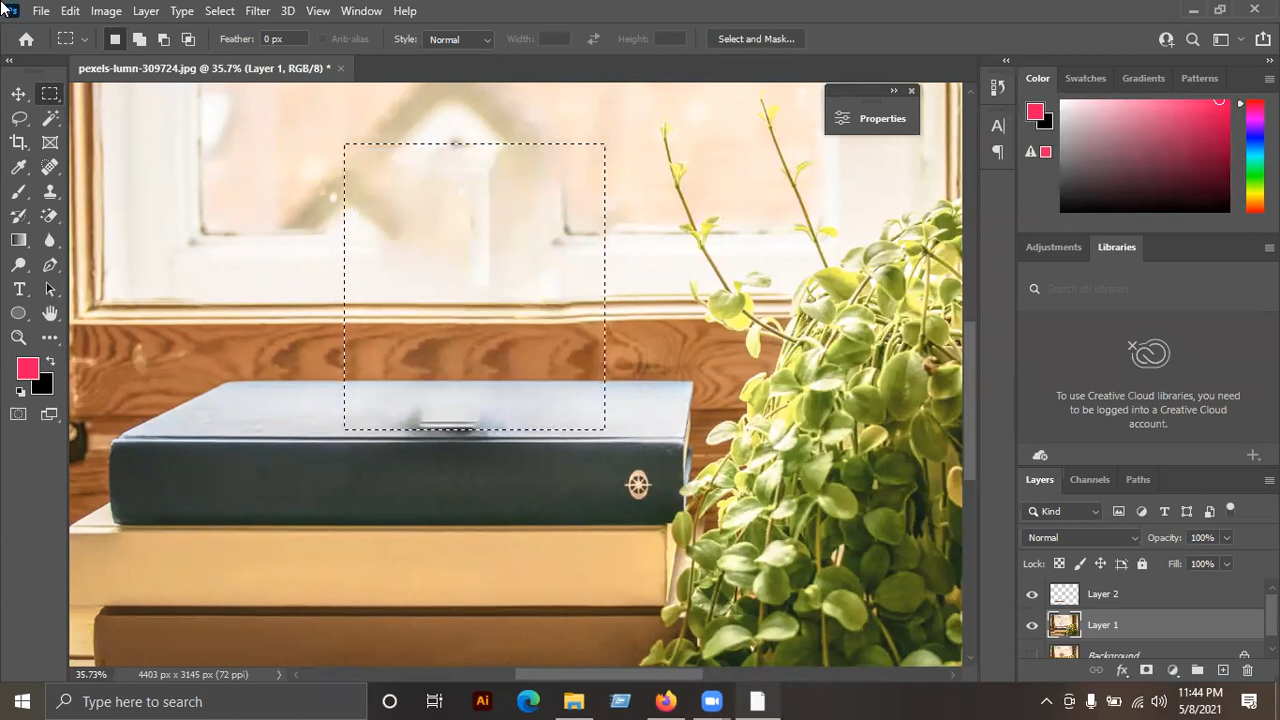 Ps File Edit Image Layer Type Select Filter 3D View Window Help
Feather: 0 px Anti-alias Style: Normal Width: Height: Select and Mask...
pexels-lumn-309724.jpg @ 35.7% (Layer 1, RGB/8) *
Properties
Color Swatches Gradients Patterns
Adjustments Libraries
Search all libraries
To use Creative Cloud libraries, you need
to be logged into a Creative Cloud
account.
Layers Channels Paths
Kind
Normal Opacity: 100%
Lock: Fill: 100%
Layer 2
Layer 1
Background
35.73% 4403 px x 3145 px (72 ppi)
Type here to search
Ai
11:44 PM
5/8/2021